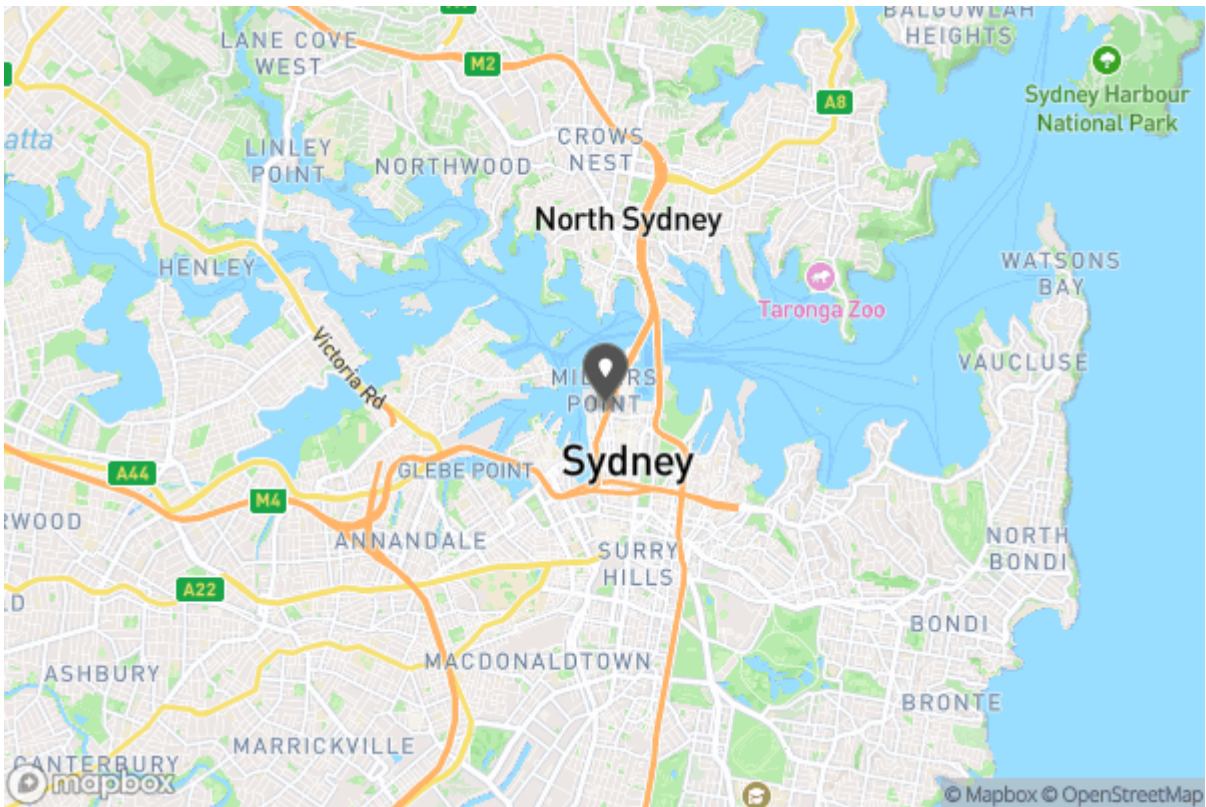 BALGOWLAH
HEIGHTS
LANE COVE
WEST
M2
Sydney Harbour
National Park
A8
CROWS
NEST
atta
LINLEY
POINT
NORTHWOOD
North Sydney
HENLEY
WATSONS
BAY
Taronga Zoo
Victoria Rd
VAUCLUSE
POINT
Sydney
A44
GLEBE POINT
M4
RWOOD
ANNANDALE
NORTH
BONDI
SURRY
HILLS
A22
LD
BONDI
ASHBURY
MACDONALDTOWN
BRONTE
MARRICKVILLE
CANTERBURY
mapbox
© Mapbox © OpenStreetMap